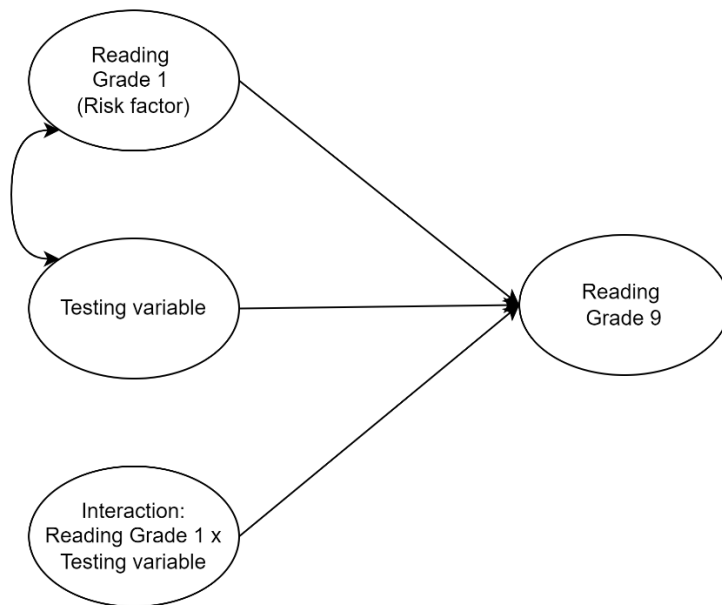 Reading
Grade 1
(Risk factor)
Testing variable
Reading
Grade 9
Interaction:
Reading Grade 1 x
Testing variable